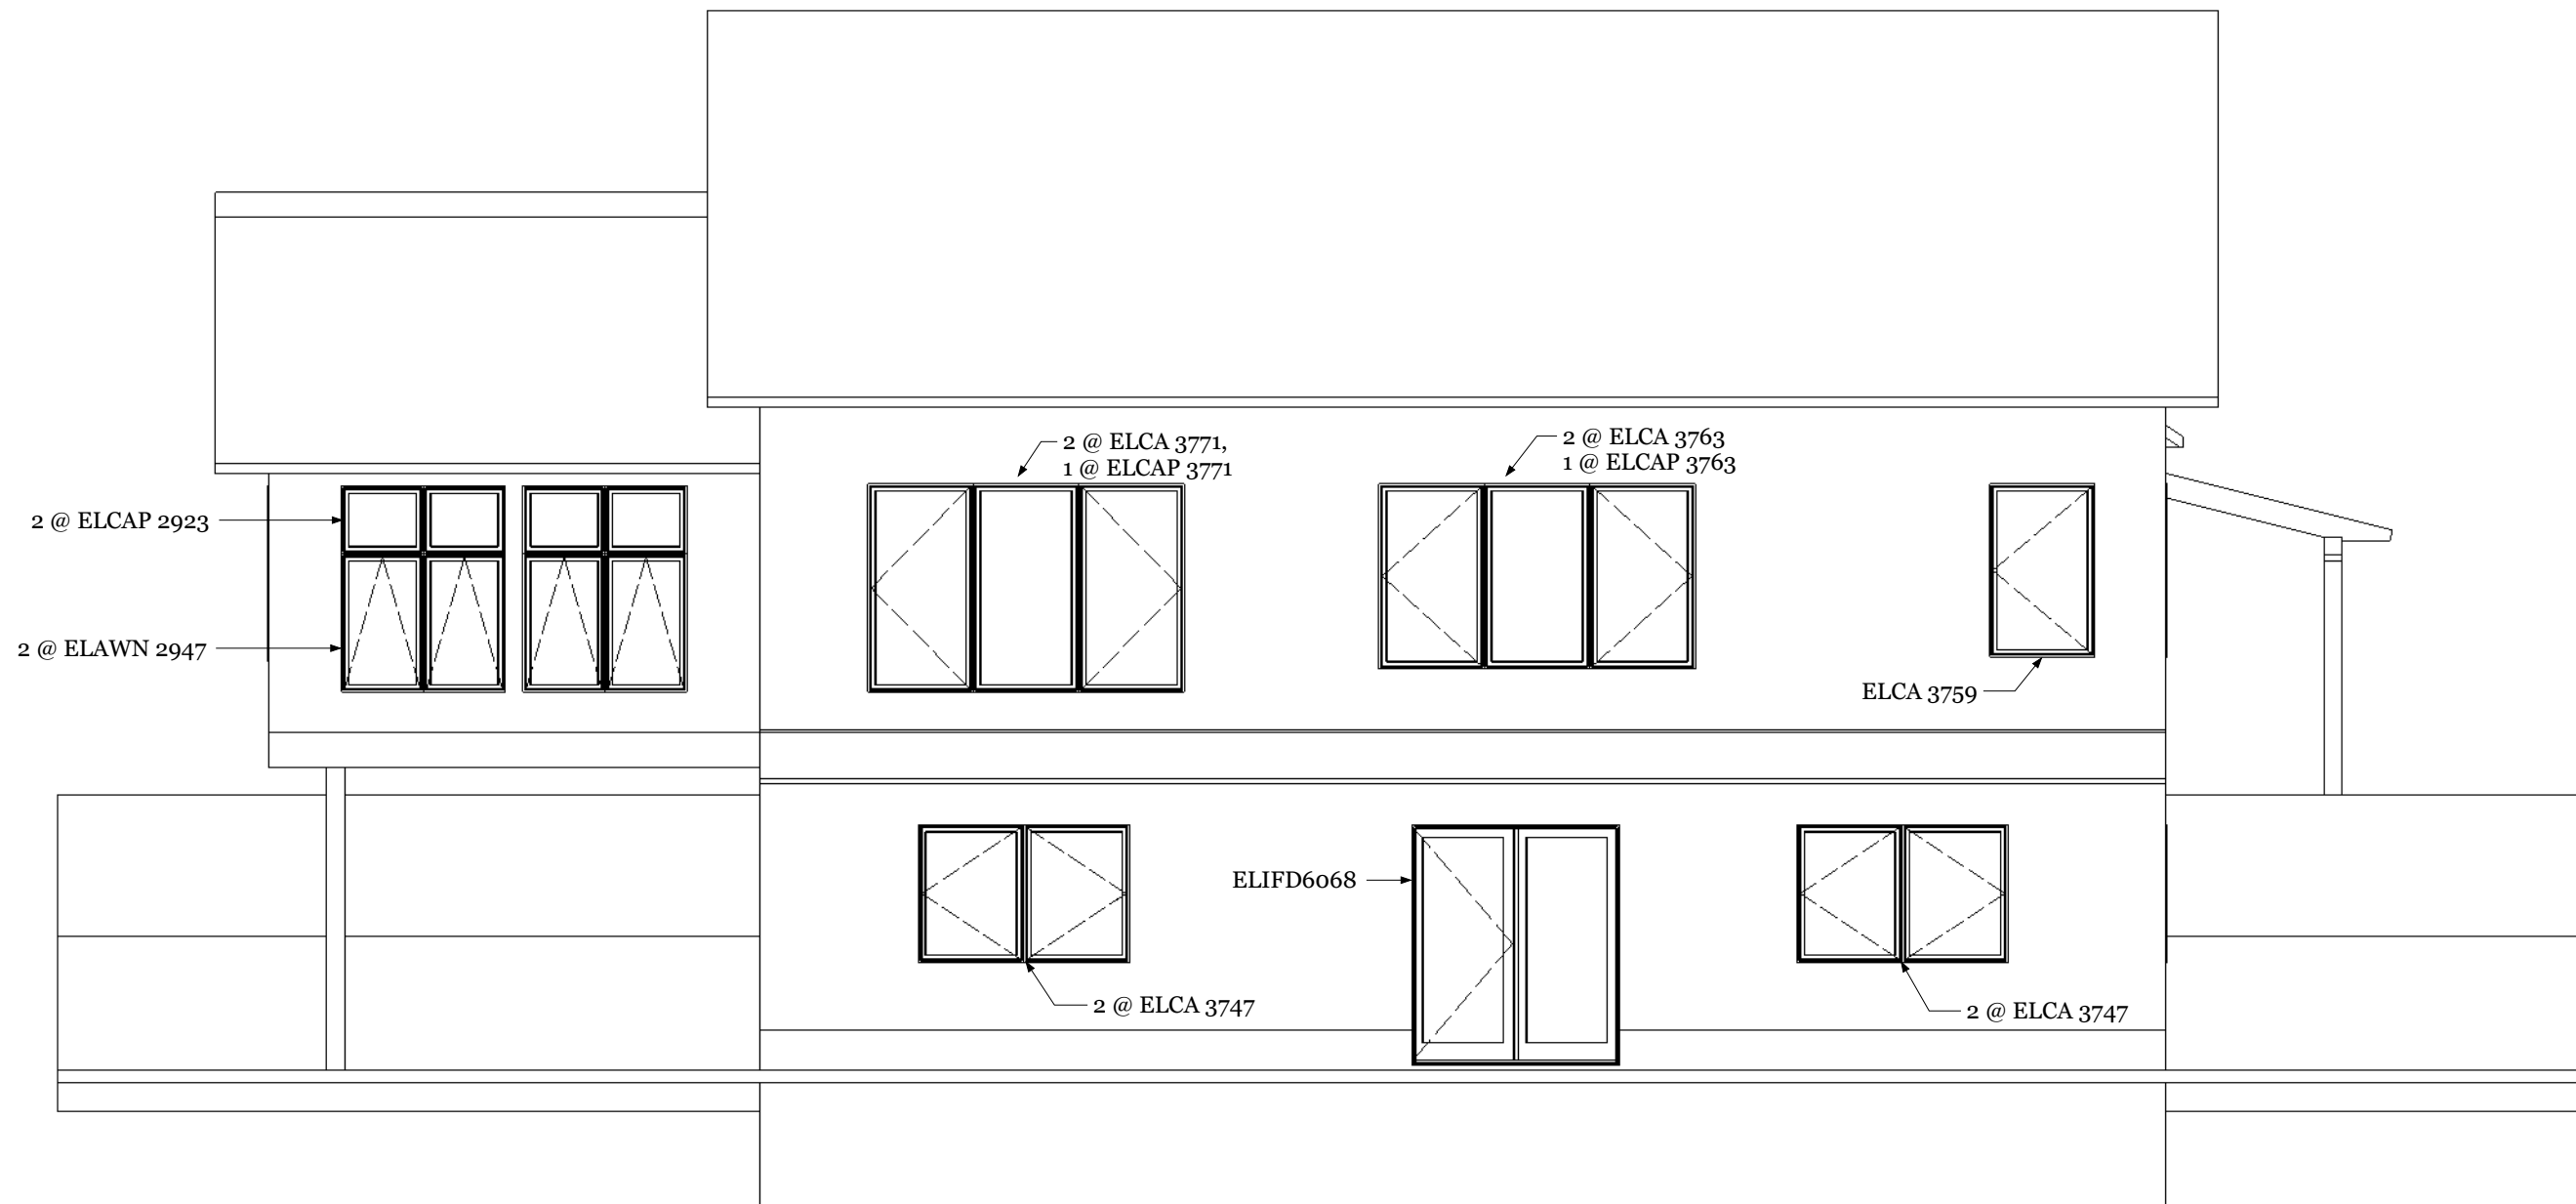 2 @ ELCA 3771,
1 @ ELCAP 3771
2 @ ELCA 3763
1 @ ELCAP 3763
2 @ ELCAP 2923
2 @ ELAWN 2947
ELCA 3759
ELIFD6068
2 @ ELCA 3747
2 @ ELCA 3747